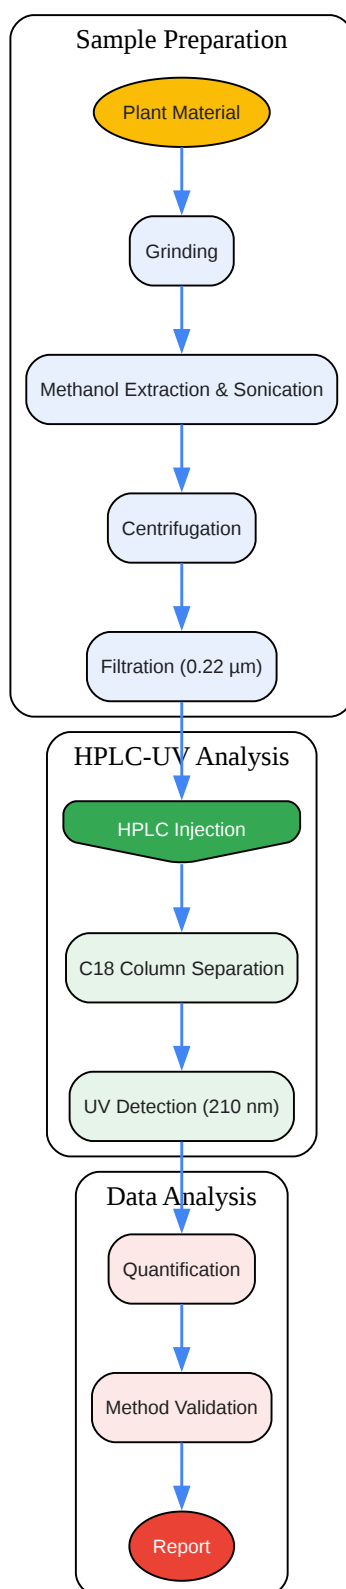 Sample Preparation
Plant Material
Grinding
Methanol Extraction & Sonication
Centrifugation
Filtration (0.22 µm)
HPLC-UV Analysis
HPLC Injection
C18 Column Separation
UV Detection (210 nm)
Data Analysis
Quantification
Method Validation
Report